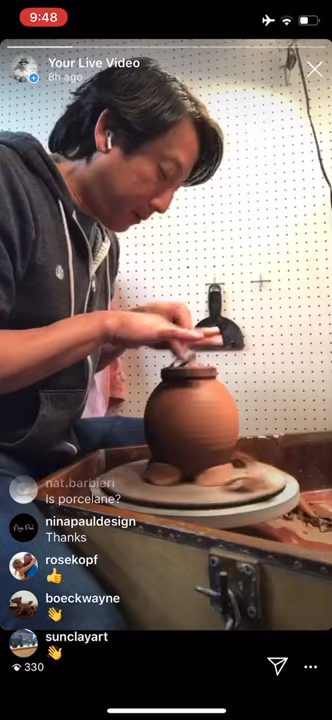 9:48
Your Live Video
8h ago
nat.barbieri
Is porcelane?
ninapauldesign
Thanks
rosekopf
👍
boeckwayne
👋
sunclayart
👋
330